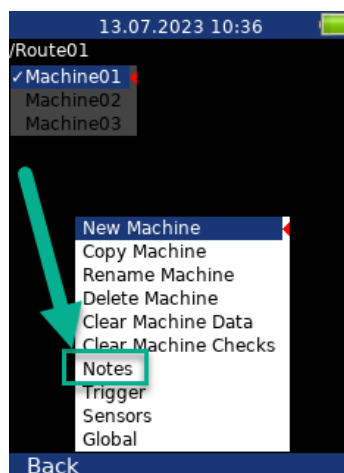 13.07.2023 10:36
/Route01
✓Machine01
Machine02
Machine03
New Machine
Copy Machine
Rename Machine
Delete Machine
Clear Machine Data
Clear Machine Checks
Notes
Trigger
Sensors
Global
Back